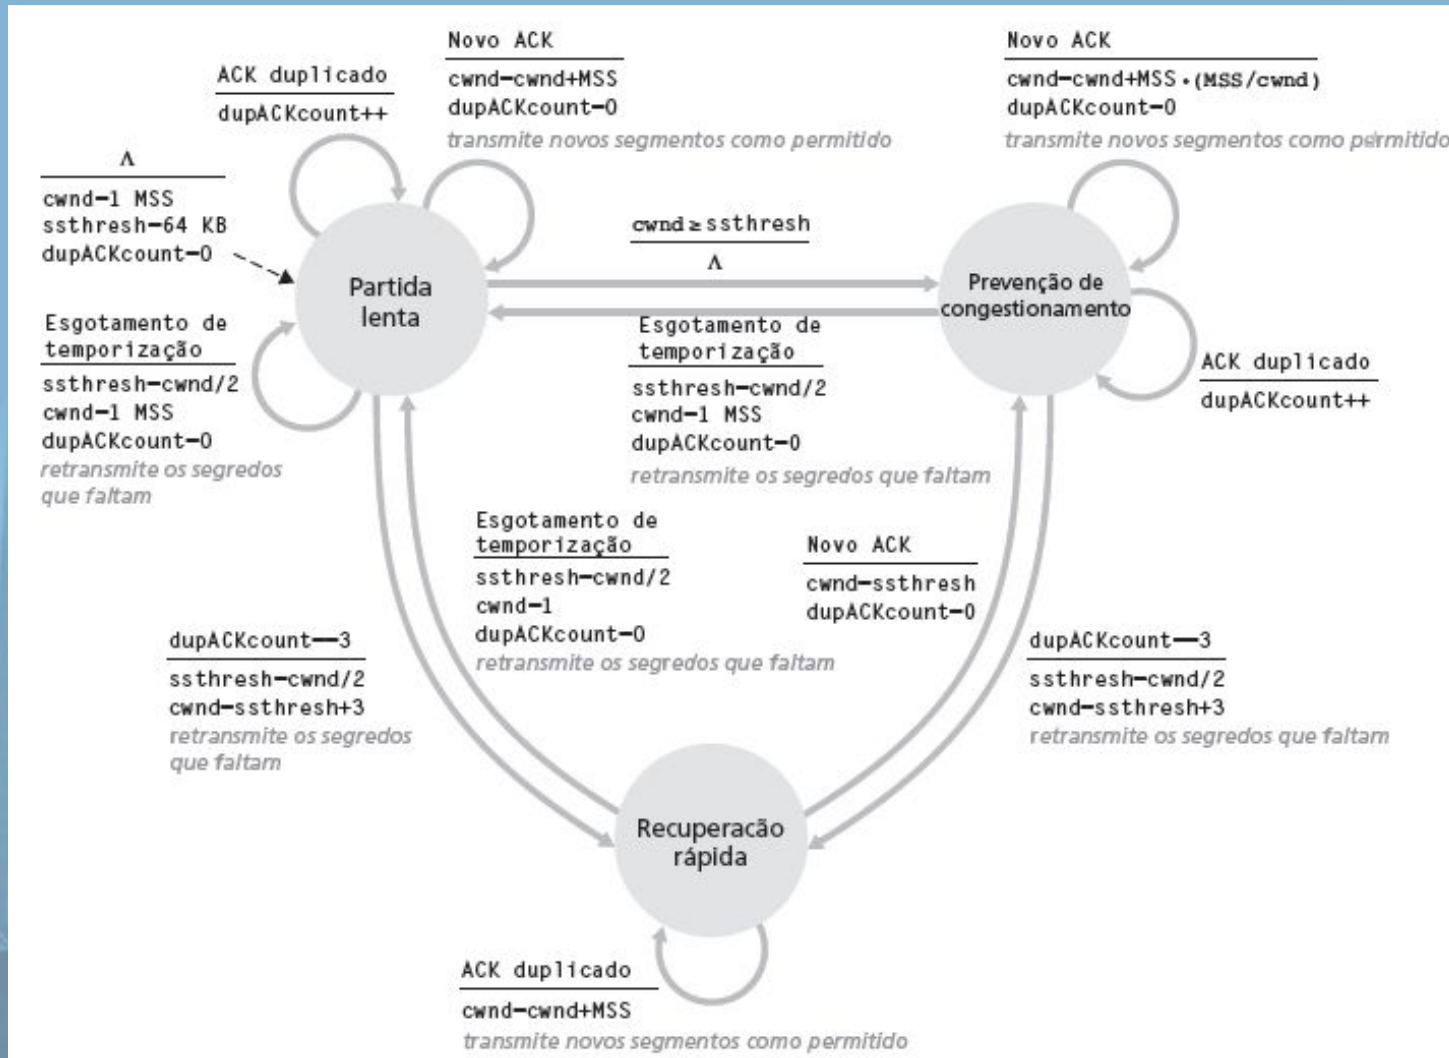 Novo ACK
cwnd=cwnd+MSS
dupACKcount=0
transmite novos segmentos como permitido
Novo ACK
cwnd=cwnd+MSS •(MSS/cwnd)
dupACKcount=0
transmite novos segmentos como permitido
ACK duplicado
dupACKcount++
Λ
cwnd=1 MSS
ssthresh=64 KB
dupACKcount=0
cwnd ≥ ssthresh
Λ
Partida
lenta
Prevenção de
congestionamento
Esgotamento de
temporização
ssthresh=cwnd/2
cwnd=1 MSS
dupACKcount=0
retransmite os segredos
que faltam
Esgotamento de
temporização
ssthresh=cwnd/2
cwnd=1 MSS
dupACKcount=0
retransmite os segredos que faltam
ACK duplicado
dupACKcount++
Esgotamento de
temporização
ssthresh=cwnd/2
cwnd=1
dupACKcount=0
retransmite os segredos que faltam
Novo ACK
cwnd=ssthresh
dupACKcount=0
dupACKcount==3
ssthresh=cwnd/2
cwnd=ssthresh+3
retransmite os segredos
que faltam
dupACKcount==3
ssthresh=cwnd/2
cwnd=ssthresh+3
retransmite os segredos que faltam
Recuperacão
rápida
ACK duplicado
cwnd=cwnd+MSS
transmite novos segmentos como permitido